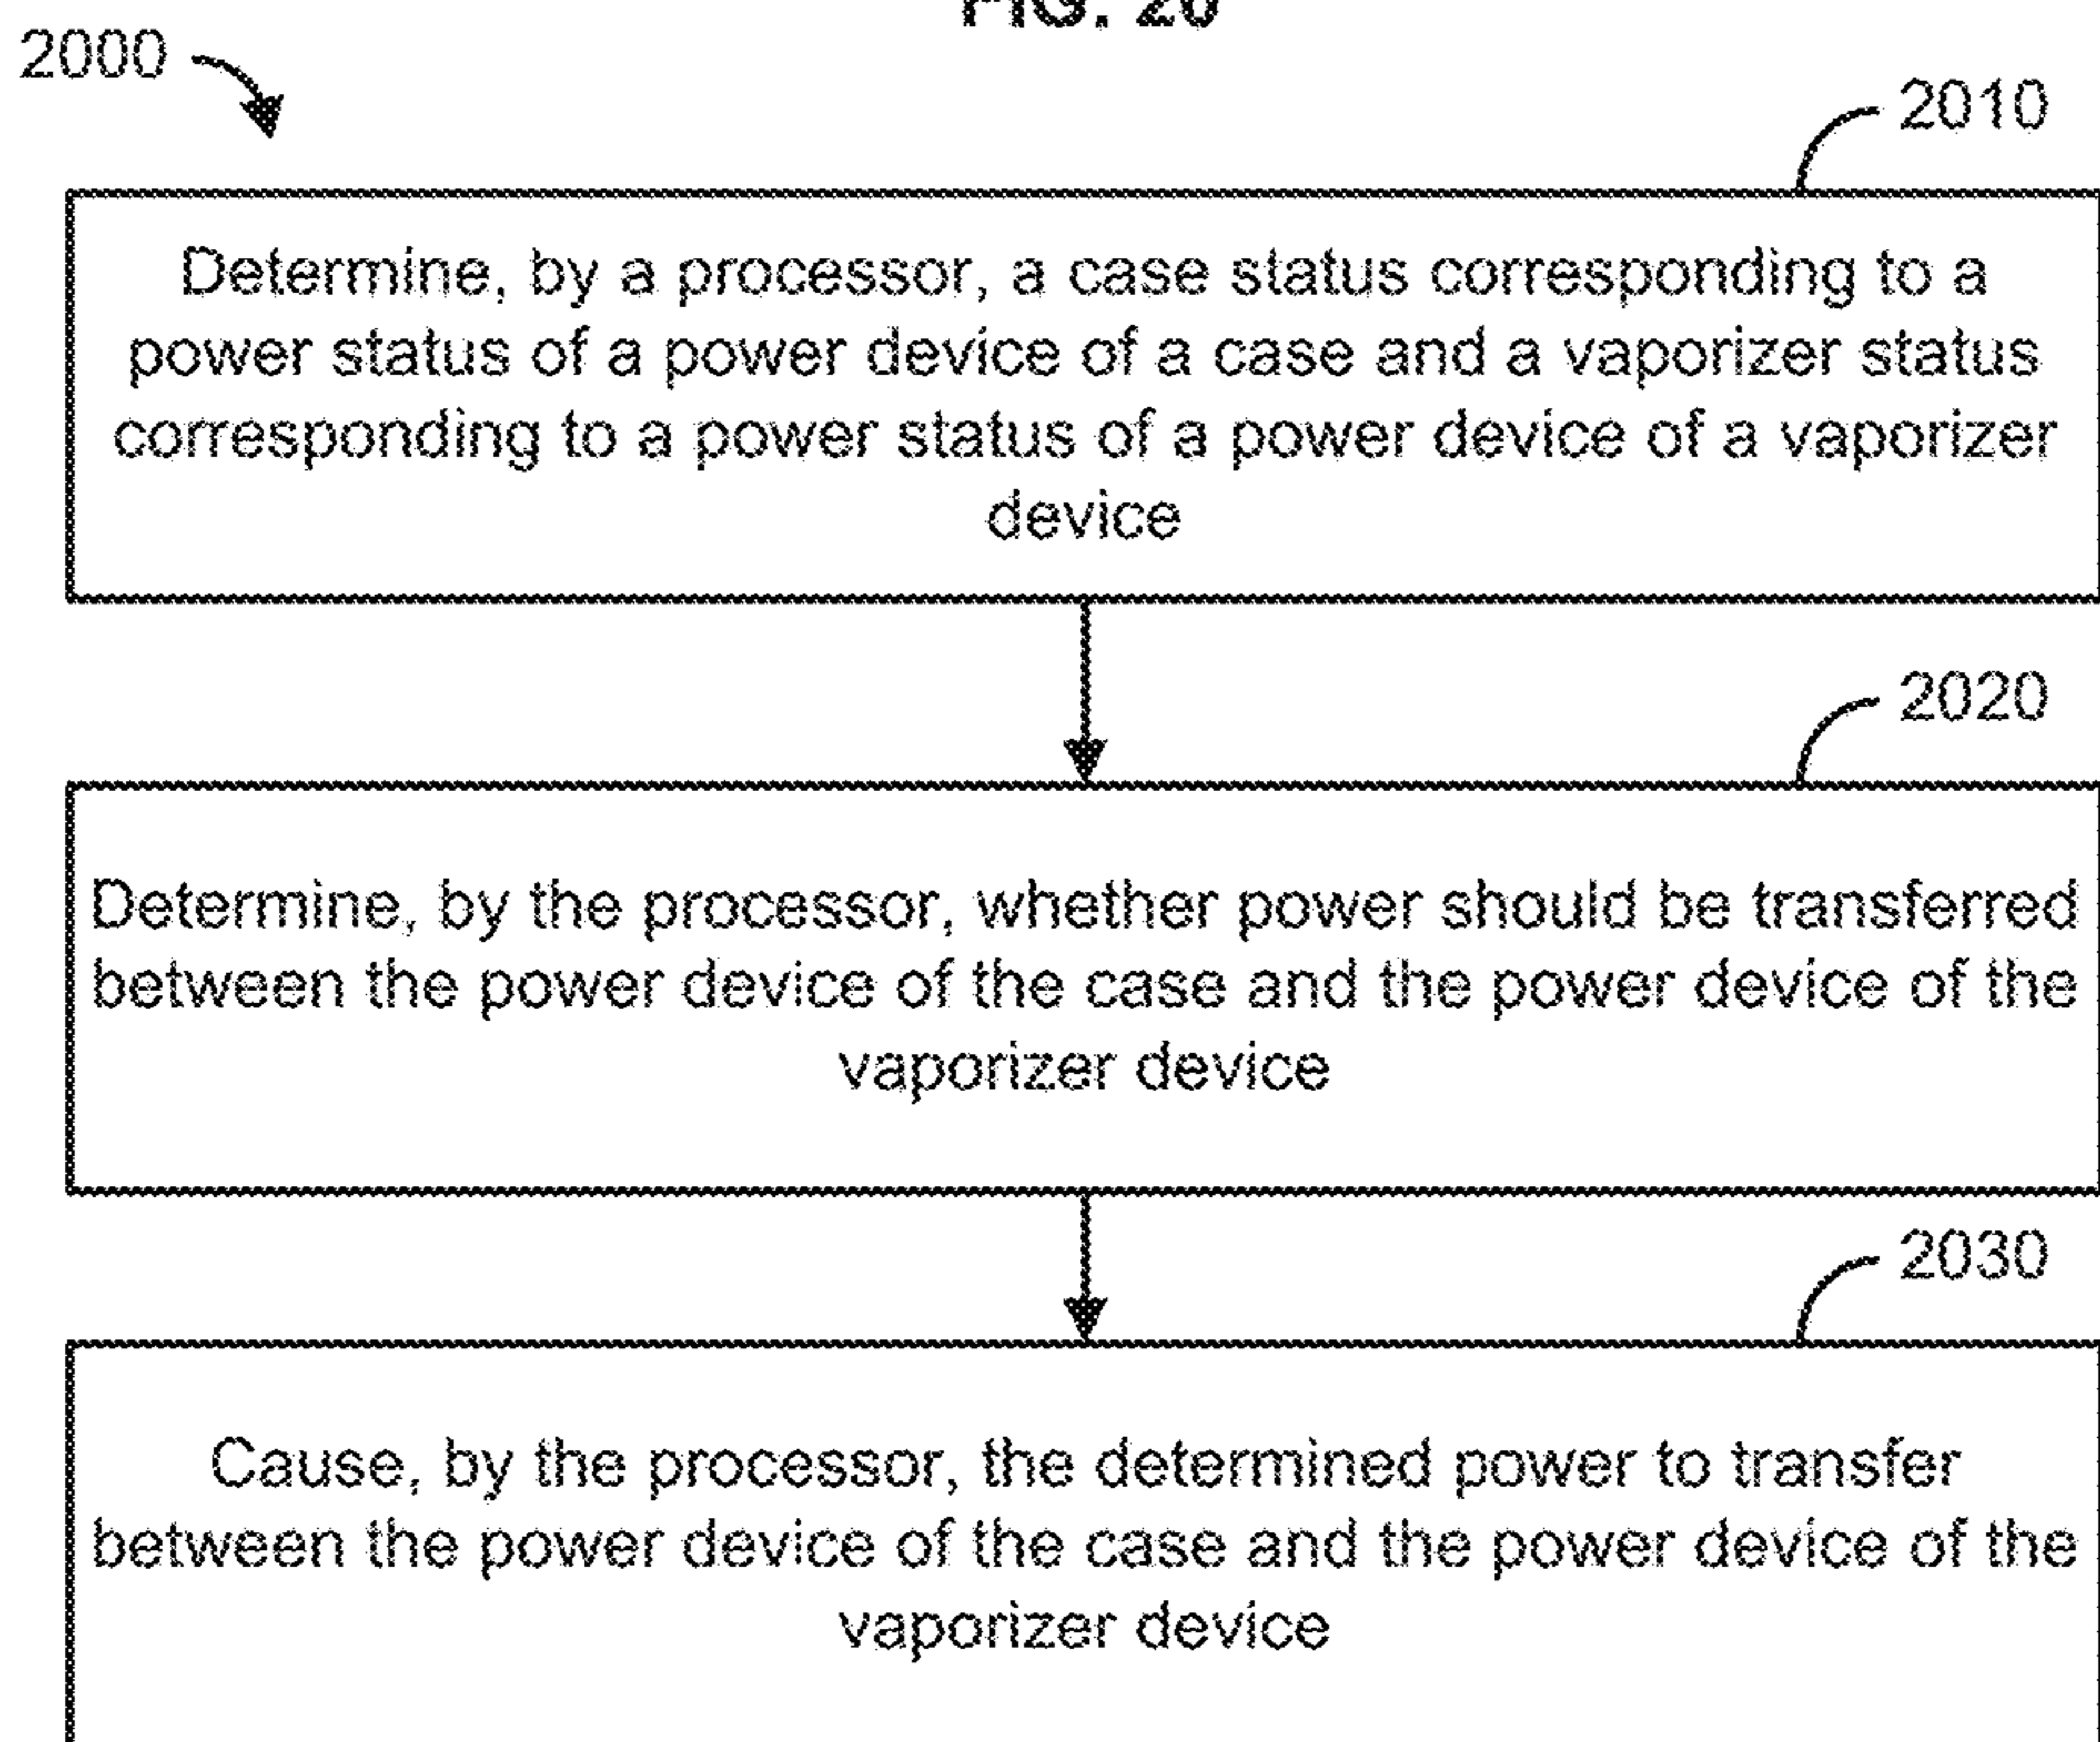 FIG. 20
2000
2010
Determine, by a processor, a case status corresponding to a
power status of a power device of a case and a vaporizer status
corresponding to a power status of a power device of a vaporizer
device
2020
Determine, by the processor, whether power should be transferred
between the power device of the case and the power device of the
vaporizer device
2030
Cause, by the processor, the determined power to transfer
between the power device of the case and the power device of the
vaporizer device